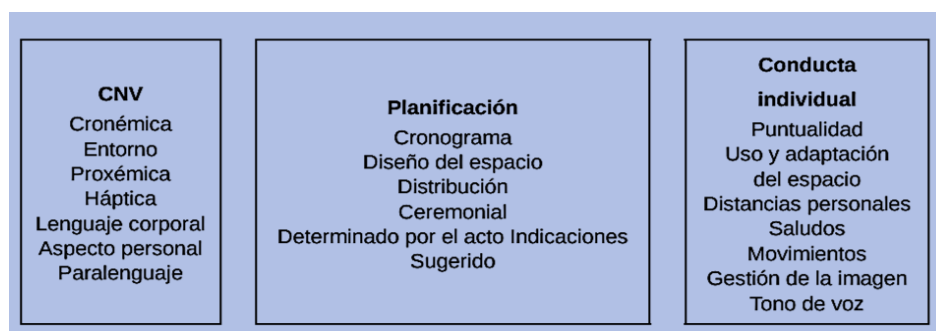 CNV
Cronémica
Entorno
Proxémica
Háptica
Lenguaje corporal
Aspecto personal
Paralenguaje
Planificación
Cronograma
Diseño del espacio
Distribución
Ceremonial
Determinado por el acto Indicaciones
Sugerido
Conducta
individual
Puntualidad
Uso y adaptación
del espacio
Distancias personales
Saludos
Movimientos
Gestión de la imagen
Tono de voz